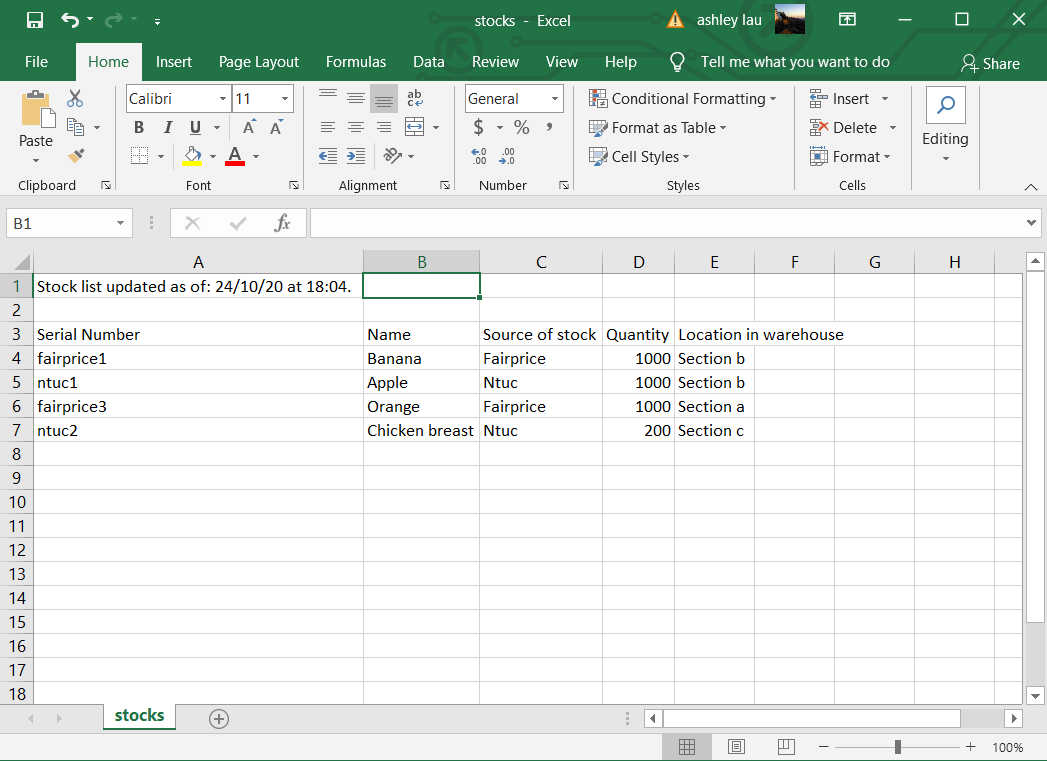 stocks - Excel
ashley lau
File Home Insert Page Layout Formulas Data Review View Help Tell me what you want to do Share
Calibri 11 General Conditional Formatting Insert
Paste B I U A A $ % , Format as Table Delete Editing
A Cell Styles Format
Clipboard Font Alignment Number Styles Cells
B1 fx
A B C D E F G H
1 Stock list updated as of: 24/10/20 at 18:04.
2
3 Serial Number Name Source of stock Quantity Location in warehouse
4 fairprice1 Banana Fairprice 1000 Section b
5 ntuc1 Apple Ntuc 1000 Section b
6 fairprice3 Orange Fairprice 1000 Section a
7 ntuc2 Chicken breast Ntuc 200 Section c
8
9
10
11
12
13
14
15
16
17
18
stocks
100%